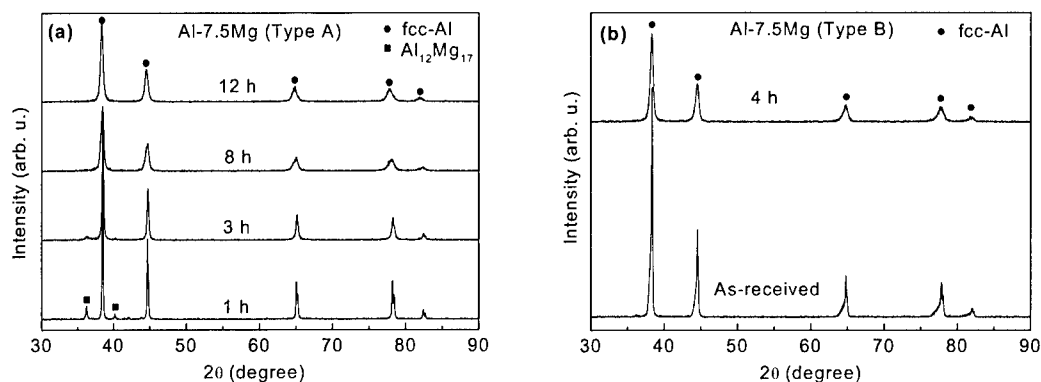 (a)
Al-7.5Mg (Type A)
● fcc-Al
■ Al₁₂Mg₁₇
12 h
8 h
3 h
1 h
Intensity (arb. u.)
30 40 50 60 70 80 90
2θ (degree)
(b)
Al-7.5Mg (Type B)
● fcc-Al
4 h
As-received
Intensity (arb. u.)
30 40 50 60 70 80 90
2θ (degree)